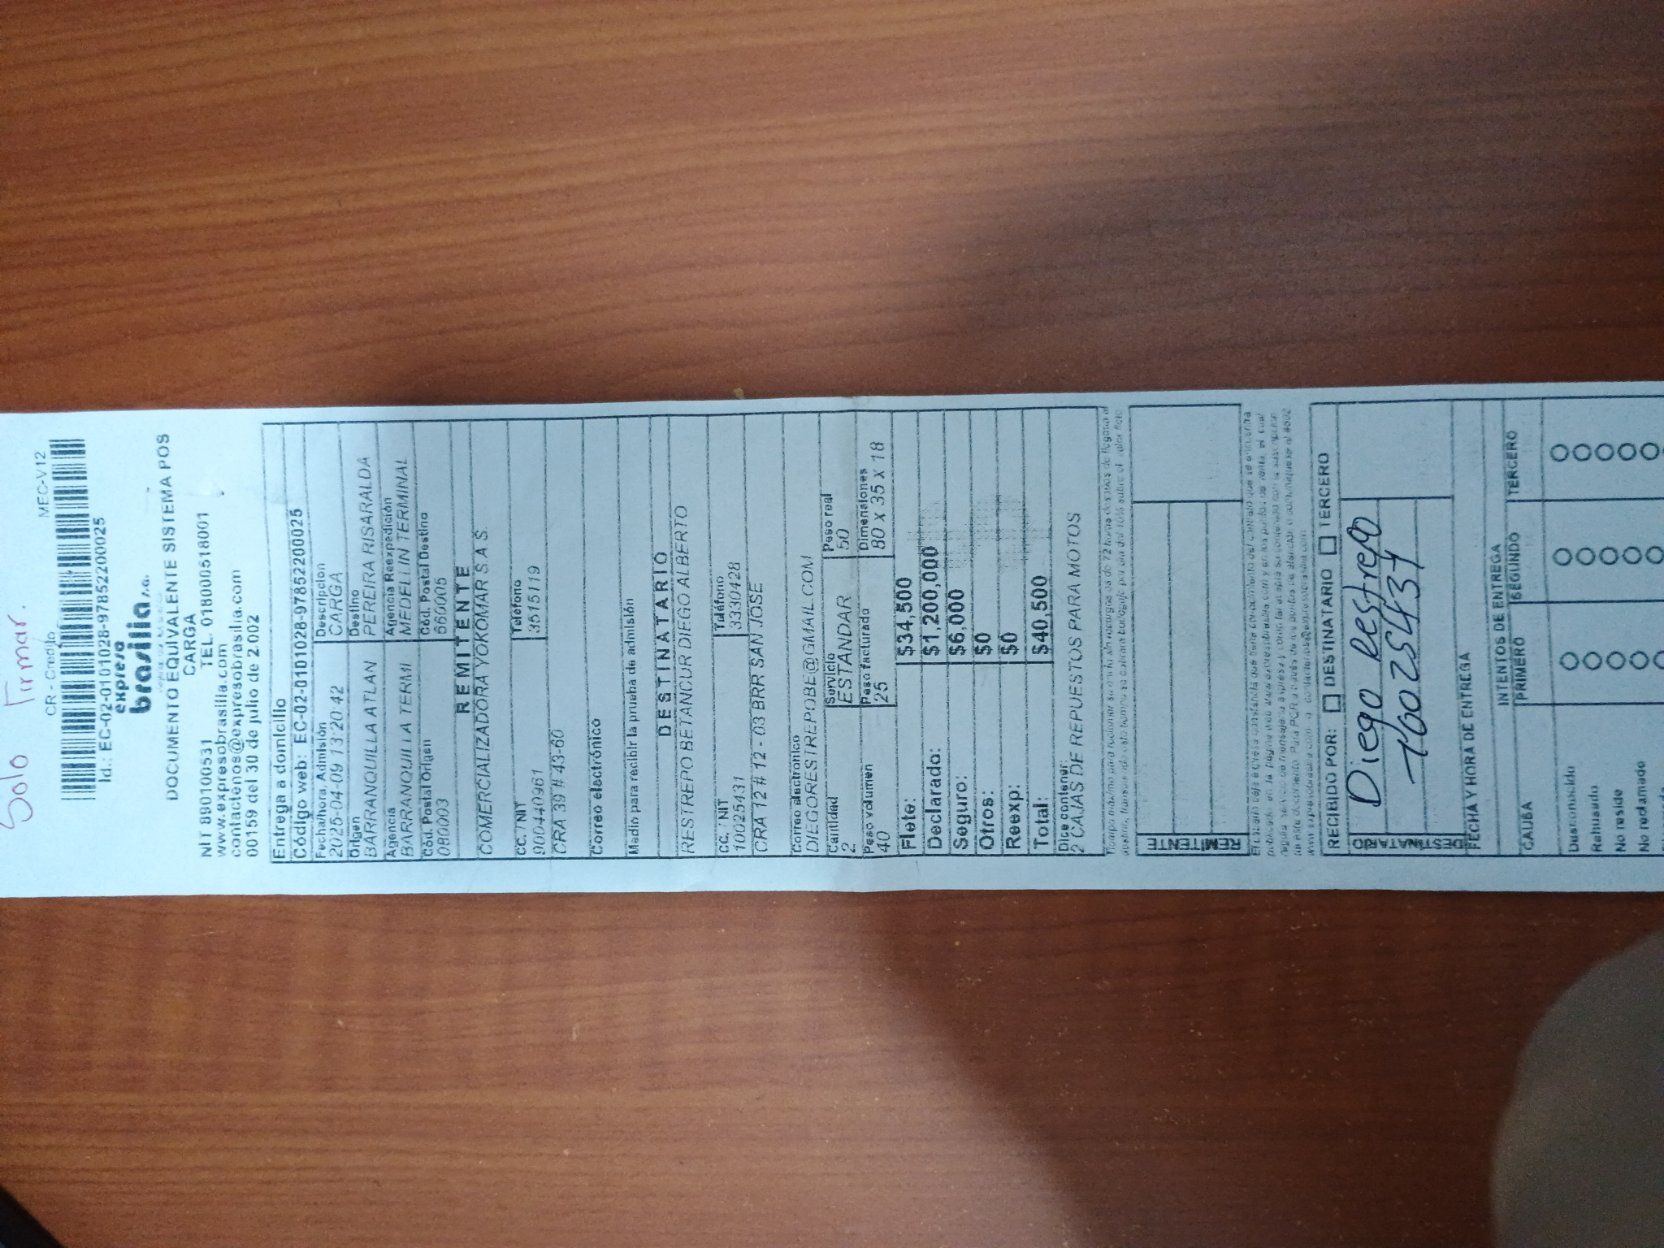 Solo Firmar.
CR - Credito MEC-V12
Id.: EC-02-0101028-97852200025
expreso
brasilia S.A.
DOCUMENTO EQUIVALENTE SISTEMA POS
CARGA
NIT 890100531 TEL. 018000518001
www.expresobrasilia.com
contactenos@expresobrasilia.com
00159 del 30 de julio de 2.002
Entrega a domicilio
Código web: EC-02-0101028-97852200025
Fecha/hora. Admisión Descripción
2025-04-09 13:20:42 CARGA
Origen Destino
BARRANQUILLA ATLAN PEREIRA RISARALDA
Agencia Agencia Reexpedición
BARRANQUILLA TERMI MEDELLIN TERMINAL
Cód. Postal Origen Cód. Postal Destino
080003 660005
REMITENTE
COMERCIALIZADORA YOKOMAR S A S.
CC. / NIT Teléfono
900440961 3515119
CRA 39 # 43-60
Correo electrónico
Medio para recibir la prueba de admisión
DESTINATARIO
RESTREPO BETANCUR DIEGO ALBERTO
CC. / NIT Teléfono
10025431 3330428
CRA 12 # 12 - 03 BRR SAN JOSE
Correo electronico
DIEGORESTREPOBE@GMAIL.COM
Cantidad Servicio Peso real
2 ESTANDAR 50
Peso volumen Peso facturado Dimensiones
40 25 80 x 35 x 18
Flete: $34,500
Declarado: $1,200,000
Seguro: $6,000
Otros: $0
Reexp: $0
Total: $40,500
Dice contener:
2 CAJAS DE REPUESTOS PARA MOTOS
REMITENTE
RECIBIDO POR: DESTINATARIO TERCERO
DESTINATARIO
Diego Restrepo
10025437
FECHA Y HORA DE ENTREGA
INTENTOS DE ENTREGA
CAUSA PRIMERO SEGUNDO TERCERO
Desconocido
Rehusado
No reside
No reclamado